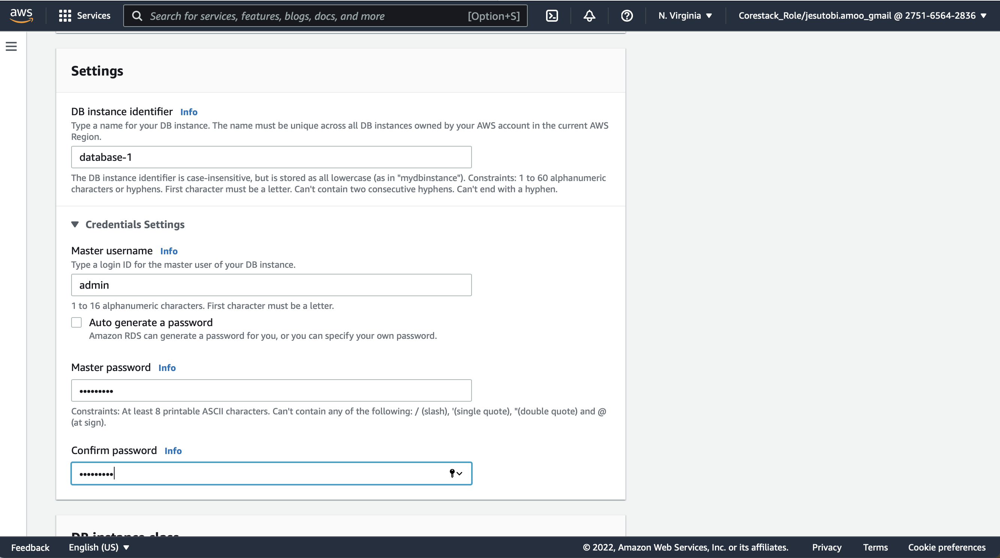 aws
Services
Search for services, features, blogs, docs, and more
[Option+S]
N. Virginia ▼
Corestack_Role/jesutobi.amoo_gmail @ 2751-6564-2836 ▼
Settings
DB instance identifier Info
Type a name for your DB instance. The name must be unique across all DB instances owned by your AWS account in the current AWS
Region.
database-1
The DB instance identifier is case-insensitive, but is stored as all lowercase (as in "mydbinstance"). Constraints: 1 to 60 alphanumeric
characters or hyphens. First character must be a letter. Can't contain two consecutive hyphens. Can't end with a hyphen.
▼ Credentials Settings
Master username Info
Type a login ID for the master user of your DB instance.
admin
1 to 16 alphanumeric characters. First character must be a letter.
Auto generate a password
Amazon RDS can generate a password for you, or you can specify your own password.
Master password Info
•••••••••
Constraints: At least 8 printable ASCII characters. Can't contain any of the following: / (slash), '(single quote), "(double quote) and @
(at sign).
Confirm password Info
•••••••••
DB instance class
Feedback
English (US) ▼
© 2022, Amazon Web Services, Inc. or its affiliates.
Privacy
Terms
Cookie preferences